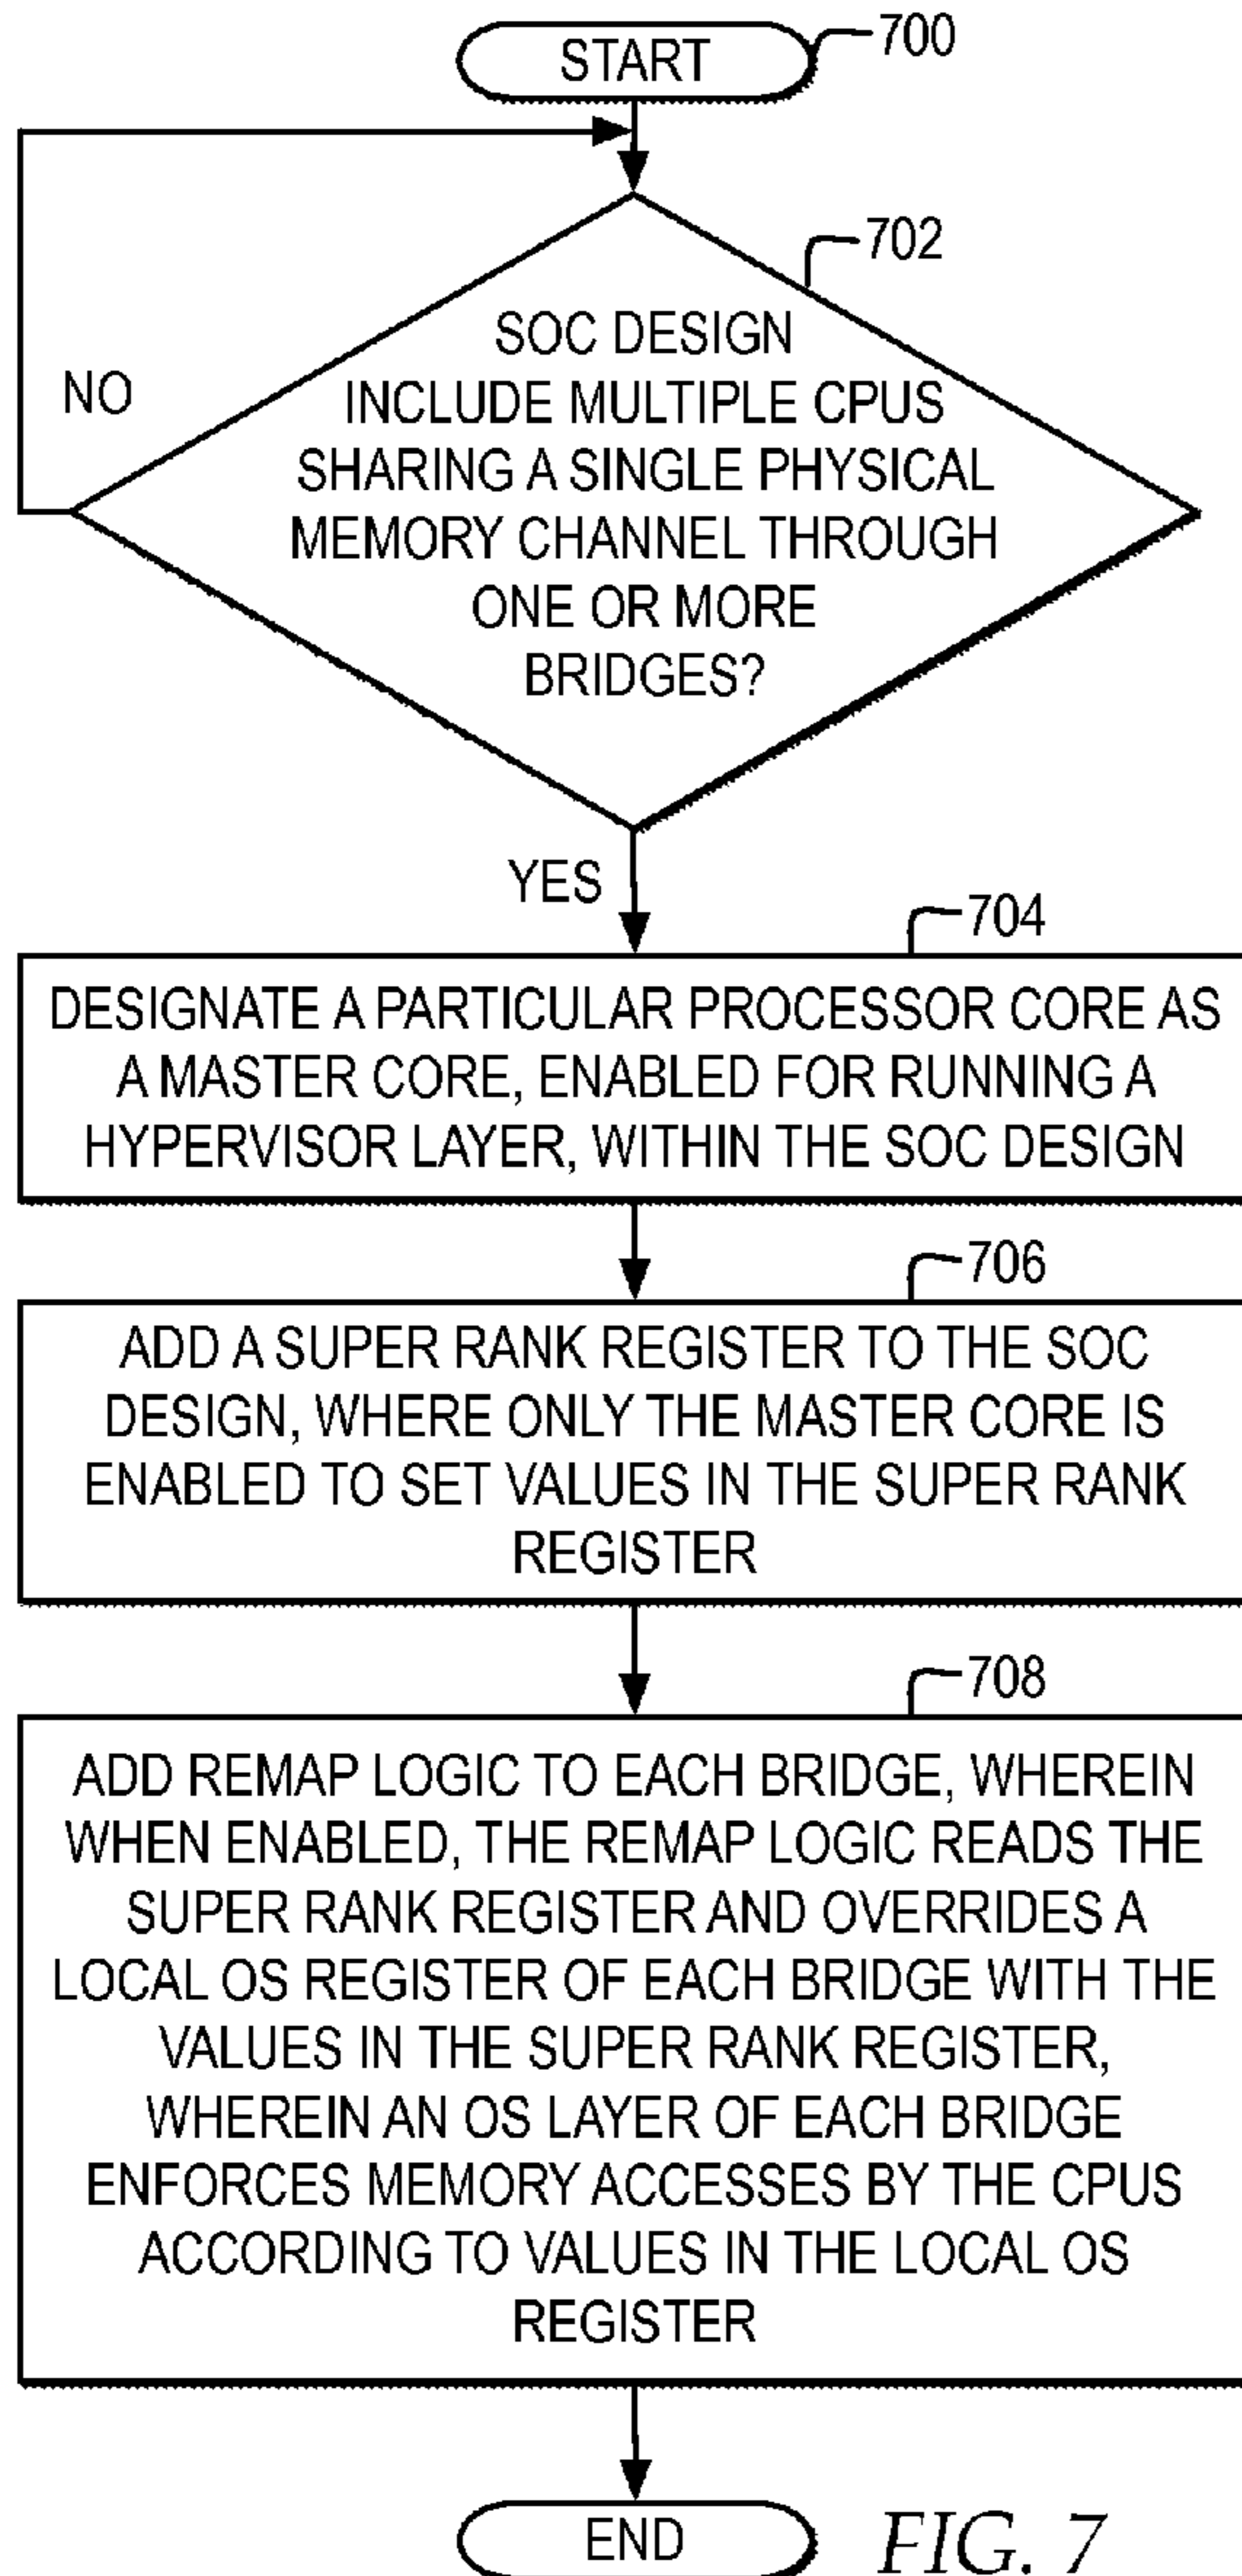 START
700
702
SOC DESIGN
INCLUDE MULTIPLE CPUS
SHARING A SINGLE PHYSICAL
MEMORY CHANNEL THROUGH
ONE OR MORE
BRIDGES?
NO
YES
704
DESIGNATE A PARTICULAR PROCESSOR CORE AS
A MASTER CORE, ENABLED FOR RUNNING A
HYPERVISOR LAYER, WITHIN THE SOC DESIGN
706
ADD A SUPER RANK REGISTER TO THE SOC
DESIGN, WHERE ONLY THE MASTER CORE IS
ENABLED TO SET VALUES IN THE SUPER RANK
REGISTER
708
ADD REMAP LOGIC TO EACH BRIDGE, WHEREIN
WHEN ENABLED, THE REMAP LOGIC READS THE
SUPER RANK REGISTER AND OVERRIDES A
LOCAL OS REGISTER OF EACH BRIDGE WITH THE
VALUES IN THE SUPER RANK REGISTER,
WHEREIN AN OS LAYER OF EACH BRIDGE
ENFORCES MEMORY ACCESSES BY THE CPUS
ACCORDING TO VALUES IN THE LOCAL OS
REGISTER
END
FIG. 7